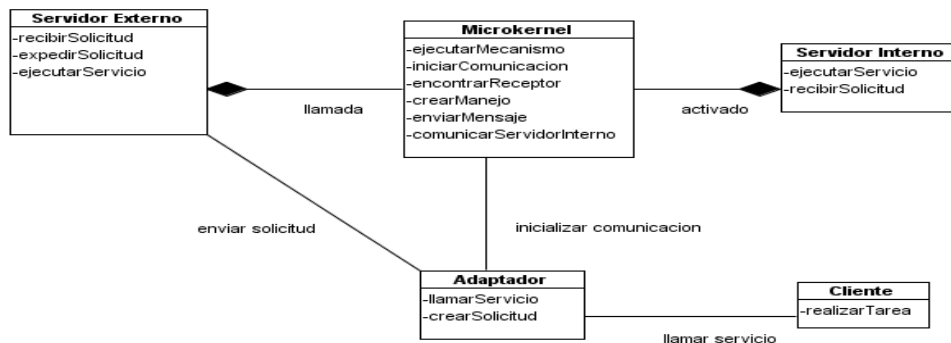 Servidor Externo
-recibirSolicitud
-expedirSolicitud
-ejecutarServicio
llamada
Microkernel
-ejecutarMecanismo
-iniciarComunicacion
-encontrarReceptor
-crearManejo
-enviarMensaje
-comunicarServidorInterno
activado
Servidor Interno
-ejecutarServicio
-recibirSolicitud
enviar solicitud
inicializar comunicacion
Adaptador
-llamarServicio
-crearSolicitud
llamar servicio
Cliente
-realizarTarea